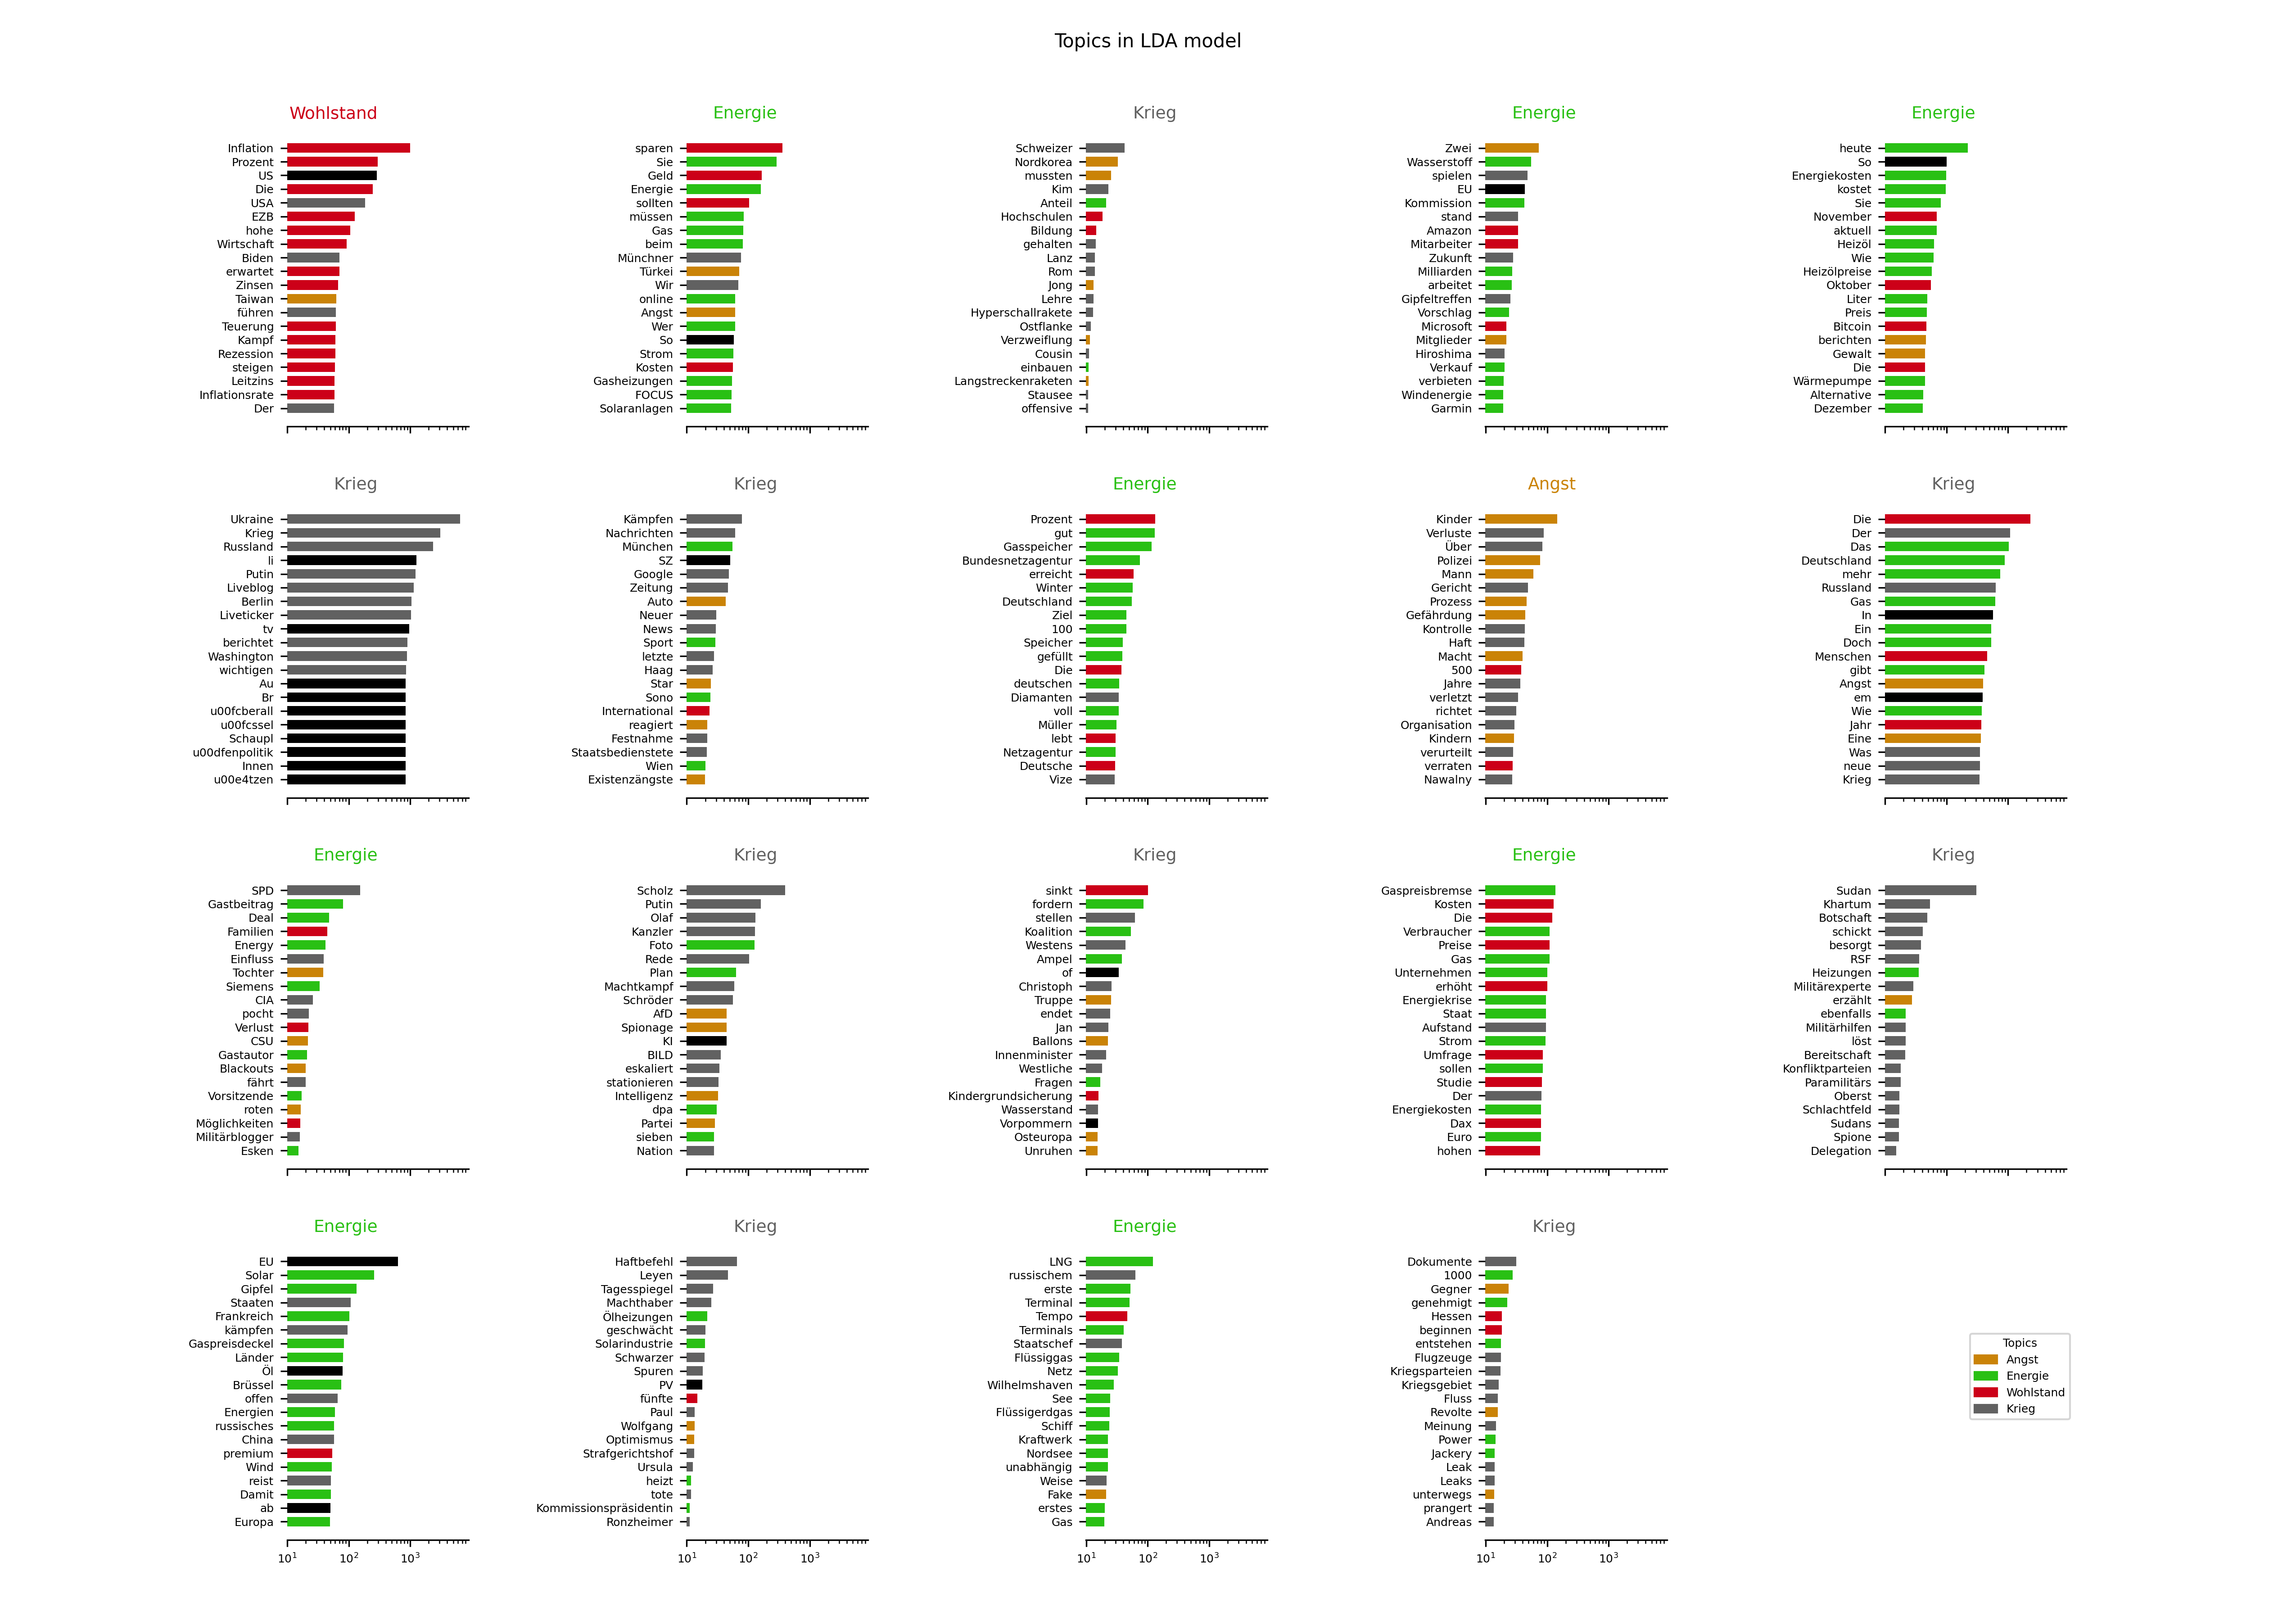 Topics in LDA model
Wohlstand
Inflation
Prozent
US
Die
USA
EZB
hohe
Wirtschaft
Biden
erwartet
Zinsen
Taiwan
führen
Teuerung
Kampf
Rezession
steigen
Leitzins
Inflationsrate
Der
Energie
sparen
Sie
Geld
Energie
sollten
müssen
Gas
beim
Münchner
Türkei
Wir
online
Angst
Wer
So
Strom
Kosten
Gasheizungen
FOCUS
Solaranlagen
Krieg
Schweizer
Nordkorea
mussten
Kim
Anteil
Hochschulen
Bildung
gehalten
Lanz
Rom
Jong
Lehre
Hyperschallrakete
Ostflanke
Verzweiflung
Cousin
einbauen
Langstreckenraketen
Stausee
offensive
Energie
Zwei
Wasserstoff
spielen
EU
Kommission
stand
Amazon
Mitarbeiter
Zukunft
Milliarden
arbeitet
Gipfeltreffen
Vorschlag
Microsoft
Mitglieder
Hiroshima
Verkauf
verbieten
Windenergie
Garmin
Energie
heute
So
Energiekosten
kostet
Sie
November
aktuell
Heizöl
Wie
Heizölpreise
Oktober
Liter
Preis
Bitcoin
berichten
Gewalt
Die
Wärmepumpe
Alternative
Dezember
Krieg
Ukraine
Krieg
Russland
li
Putin
Liveblog
Berlin
Liveticker
tv
berichtet
Washington
wichtigen
Au
Br
u00fcberall
u00fcssel
Schaupl
u00dfenpolitik
Innen
u00e4tzen
Krieg
Kämpfen
Nachrichten
München
SZ
Google
Zeitung
Auto
Neuer
News
Sport
letzte
Haag
Star
Sono
International
reagiert
Festnahme
Staatsbedienstete
Wien
Existenzängste
Energie
Prozent
gut
Gasspeicher
Bundesnetzagentur
erreicht
Winter
Deutschland
Ziel
100
Speicher
gefüllt
Die
deutschen
Diamanten
voll
Müller
lebt
Netzagentur
Deutsche
Vize
Angst
Kinder
Verluste
Über
Polizei
Mann
Gericht
Prozess
Gefährdung
Kontrolle
Haft
Macht
500
Jahre
verletzt
richtet
Organisation
Kindern
verurteilt
verraten
Nawalny
Krieg
Die
Der
Das
Deutschland
mehr
Russland
Gas
In
Ein
Doch
Menschen
gibt
Angst
em
Wie
Jahr
Eine
Was
neue
Krieg
Energie
SPD
Gastbeitrag
Deal
Familien
Energy
Einfluss
Tochter
Siemens
CIA
pocht
Verlust
CSU
Gastautor
Blackouts
fährt
Vorsitzende
roten
Möglichkeiten
Militärblogger
Esken
Krieg
Scholz
Putin
Olaf
Kanzler
Foto
Rede
Plan
Machtkampf
Schröder
AfD
Spionage
KI
BILD
eskaliert
stationieren
Intelligenz
dpa
Partei
sieben
Nation
Krieg
sinkt
fordern
stellen
Koalition
Westens
Ampel
of
Christoph
Truppe
endet
Jan
Ballons
Innenminister
Westliche
Fragen
Kindergrundsicherung
Wasserstand
Vorpommern
Osteuropa
Unruhen
Energie
Gaspreisbremse
Kosten
Die
Verbraucher
Preise
Gas
Unternehmen
erhöht
Energiekrise
Staat
Aufstand
Strom
Umfrage
sollen
Studie
Der
Energiekosten
Dax
Euro
hohen
Krieg
Sudan
Khartum
Botschaft
schickt
besorgt
RSF
Heizungen
Militärexperte
erzählt
ebenfalls
Militärhilfen
löst
Bereitschaft
Konfliktparteien
Paramilitärs
Oberst
Schlachtfeld
Sudans
Spione
Delegation
Energie
EU
Solar
Gipfel
Staaten
Frankreich
kämpfen
Gaspreisdeckel
Länder
Öl
Brüssel
offen
Energien
russisches
China
premium
Wind
reist
Damit
ab
Europa
10¹ 10² 10³
Krieg
Haftbefehl
Leyen
Tagesspiegel
Machthaber
Ölheizungen
geschwächt
Solarindustrie
Schwarzer
Spuren
PV
fünfte
Paul
Wolfgang
Optimismus
Strafgerichtshof
Ursula
heizt
tote
Kommissionspräsidentin
Ronzheimer
10¹ 10² 10³
Energie
LNG
russischem
erste
Terminal
Tempo
Terminals
Staatschef
Flüssiggas
Netz
Wilhelmshaven
See
Flüssigerdgas
Schiff
Kraftwerk
Nordsee
unabhängig
Weise
Fake
erstes
Gas
10¹ 10² 10³
Krieg
Dokumente
1000
Gegner
genehmigt
Hessen
beginnen
entstehen
Flugzeuge
Kriegsparteien
Kriegsgebiet
Fluss
Revolte
Meinung
Power
Jackery
Leak
Leaks
unterwegs
prangert
Andreas
10¹ 10² 10³
Topics
Angst
Energie
Wohlstand
Krieg